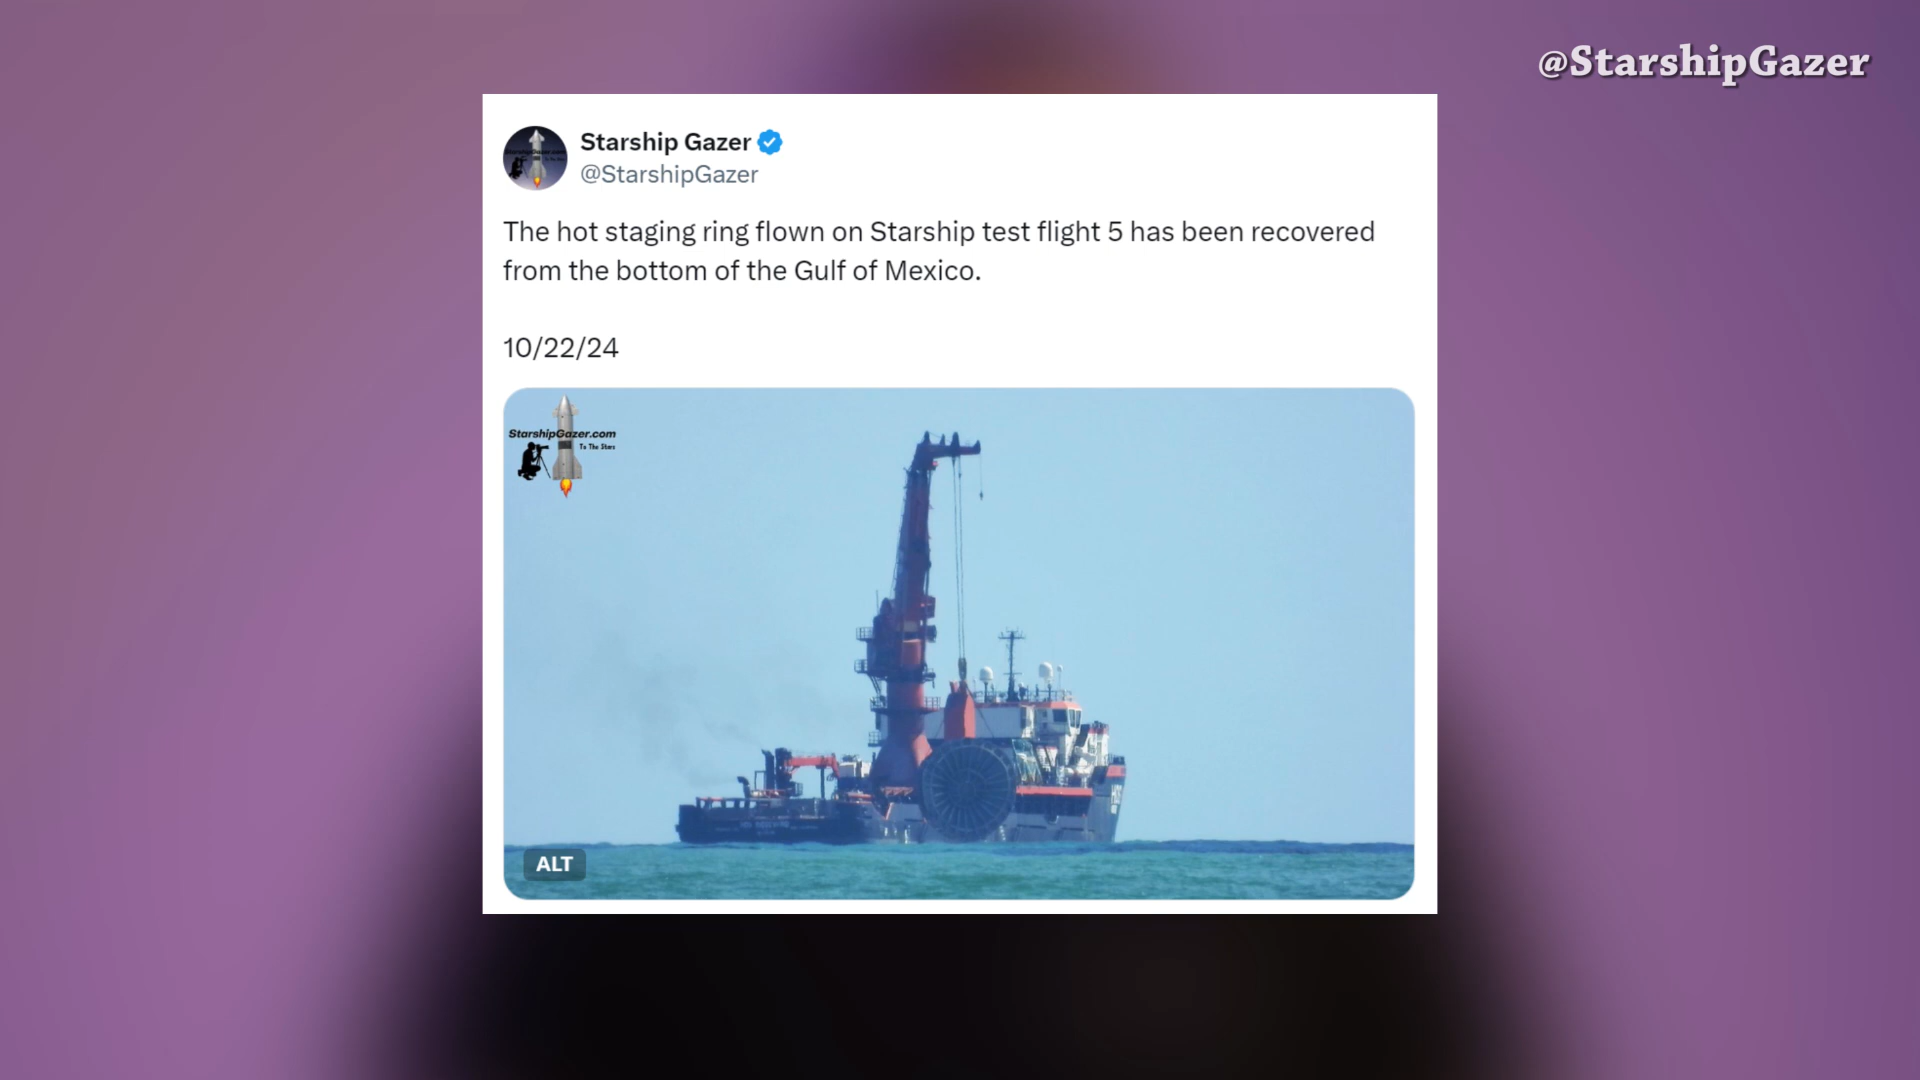 @StarshipGazer
Starship Gazer
@StarshipGazer
The hot staging ring flown on Starship test flight 5 has been recovered
from the bottom of the Gulf of Mexico.
10/22/24
StarshipGazer.com
To The Stars
ALT